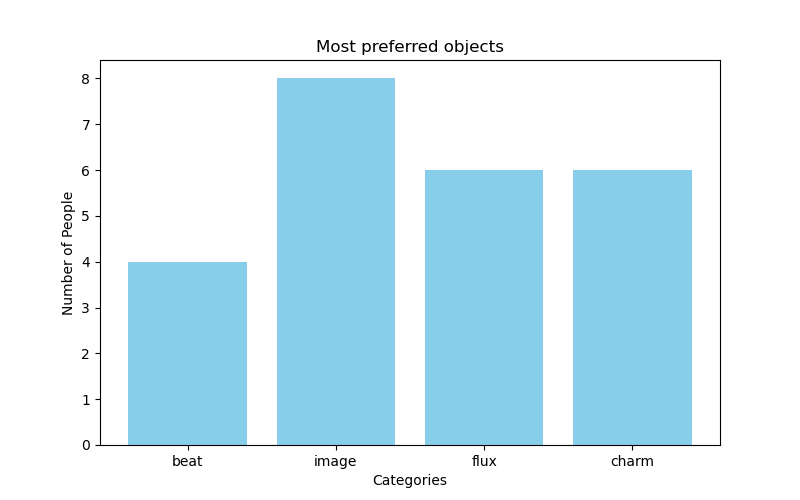 Most preferred objects
Number of People
8
7
6
5
4
3
2
1
0
beat image flux charm
Categories